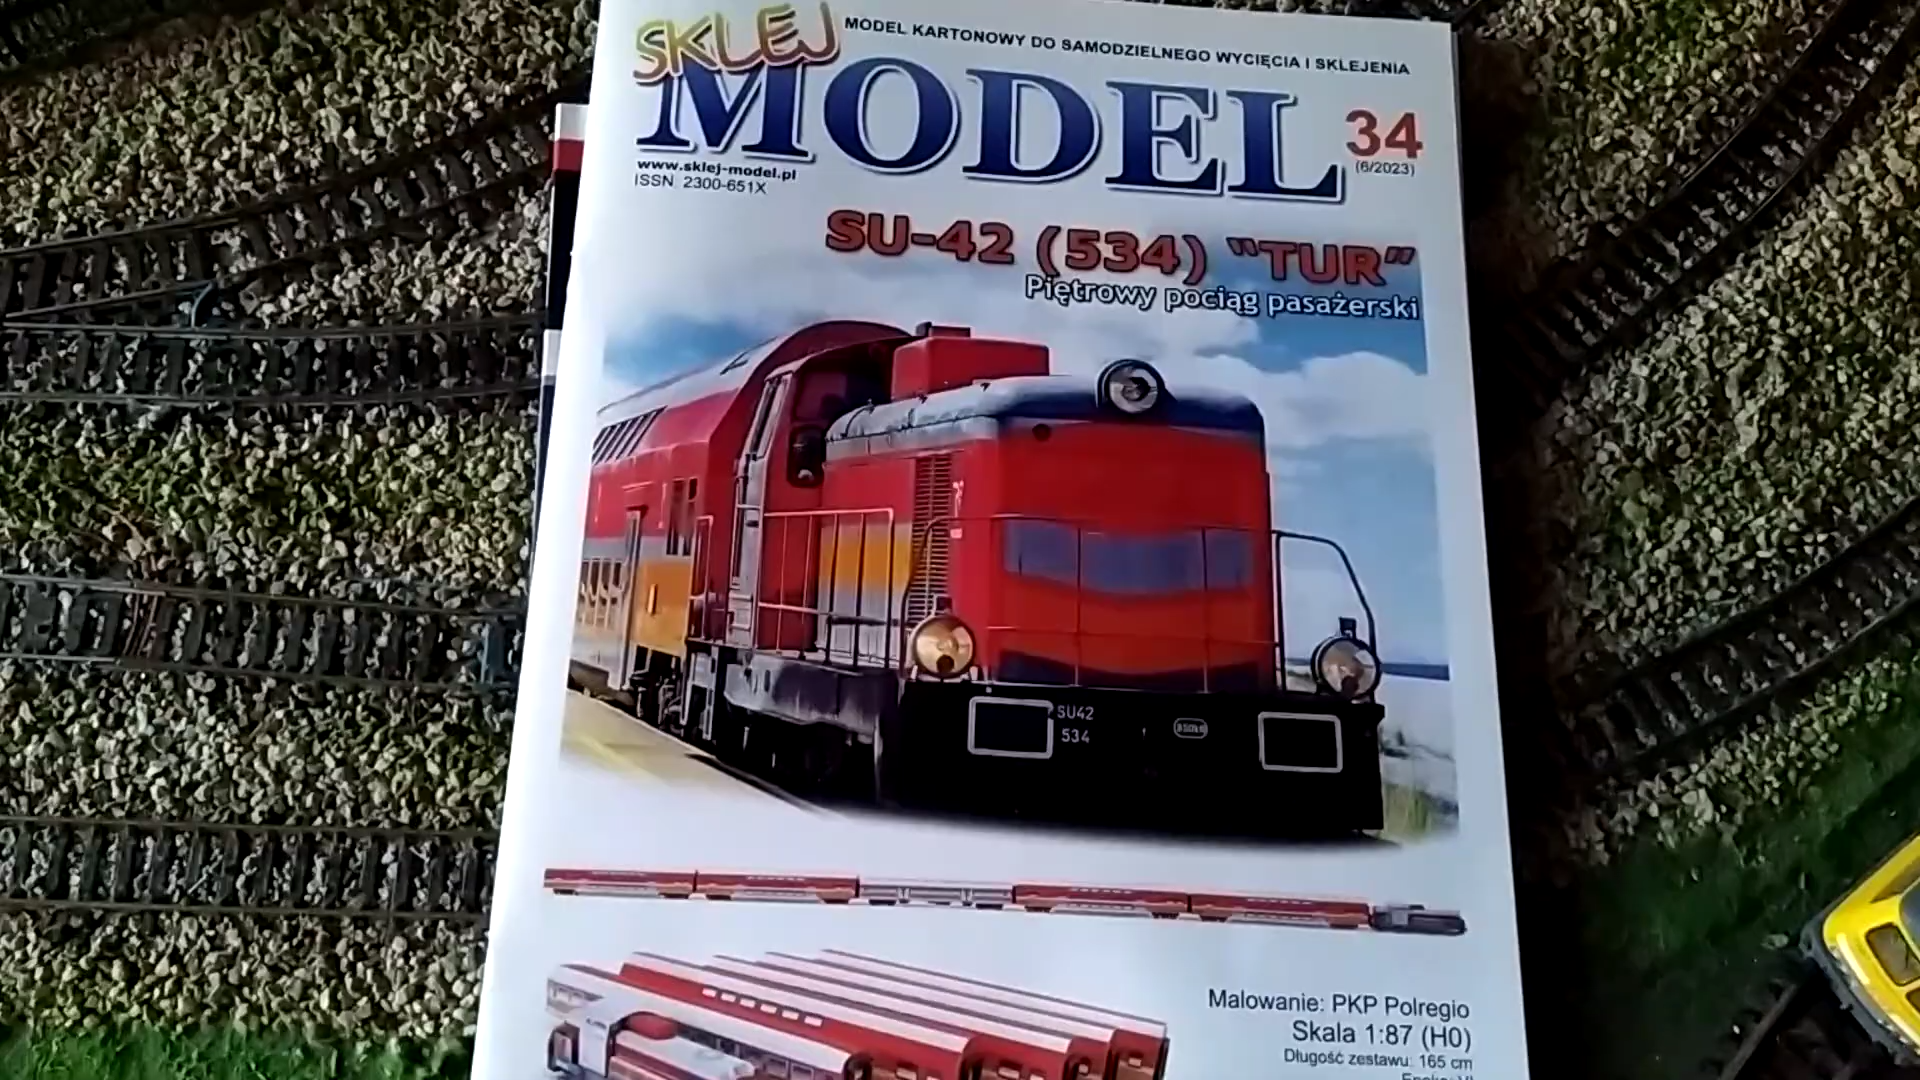 SKLEJ
MODEL KARTONOWY DO SAMODZIELNEGO WYCIĘCIA I SKLEJENIA
MODEL
34
(6/2023)
www.sklej-model.pl
ISSN: 2300-651X
SU-42 (534) “TUR”
Piętrowy pociąg pasażerski
SU42
534
Malowanie: PKP Polregio
Skala 1:87 (H0)
Długość zestawu: 165 cm
Epoka: VI